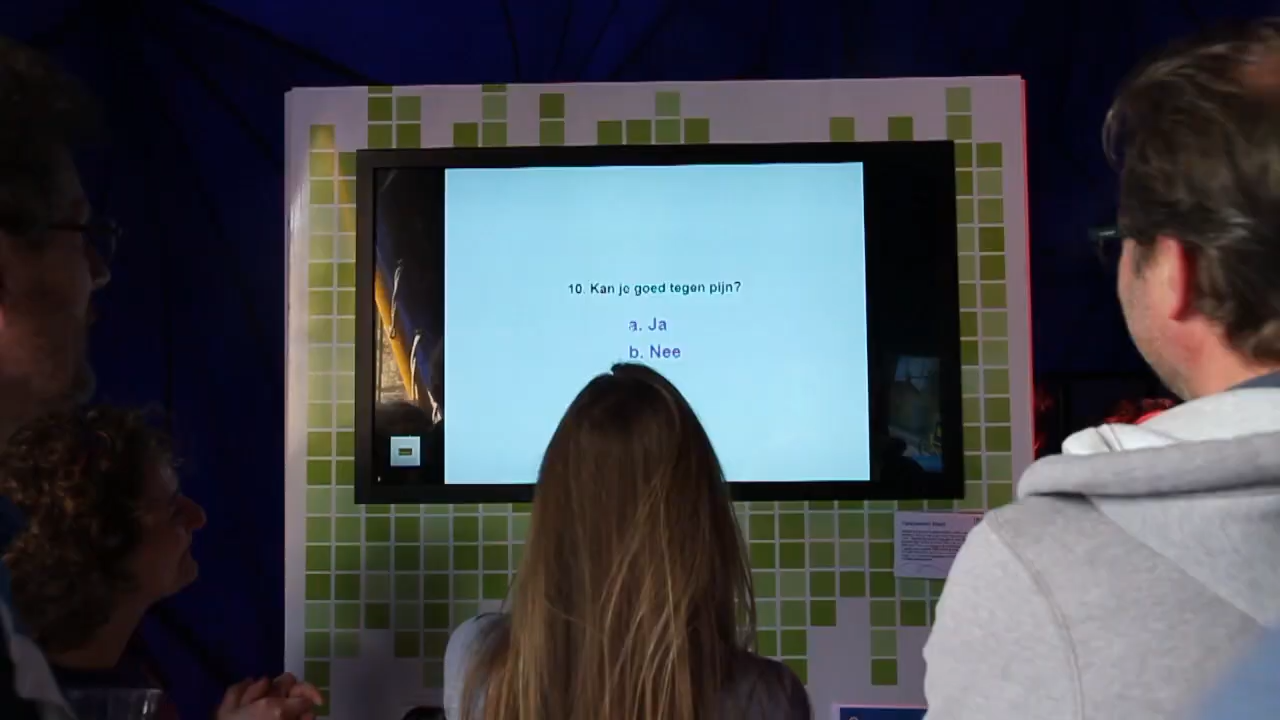 10. Kan je goed tegen pijn?
a. Ja
b. Nee